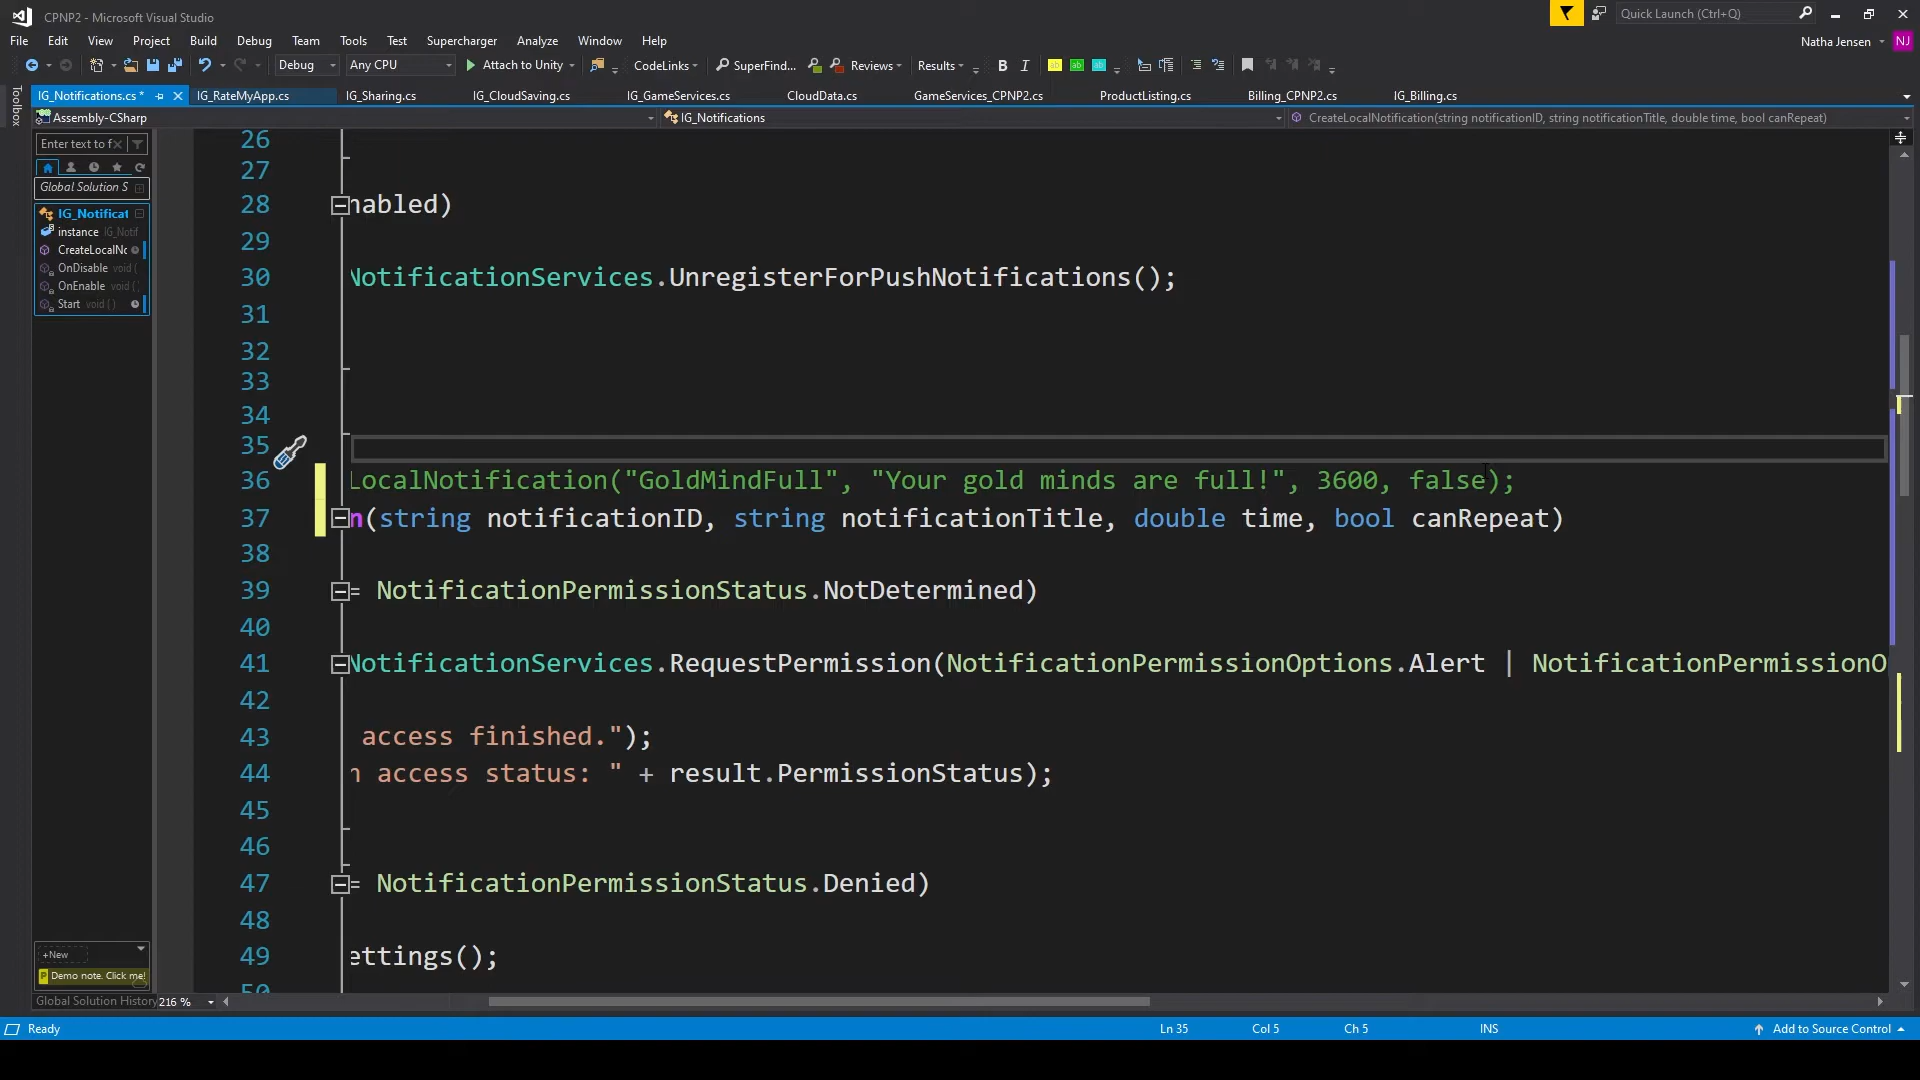 CPNP2 - Microsoft Visual Studio
Quick Launch (Ctrl+Q)
File Edit View Project Build Debug Team Tools Test Supercharger Analyze Window Help
Natha Jensen NJ
Debug Any CPU Attach to Unity CodeLinks SuperFind... Reviews Results B I
IG_Notifications.cs * IG_RateMyApp.cs IG_Sharing.cs IG_CloudSaving.cs IG_GameServices.cs CloudData.cs GameServices_CPNP2.cs ProductListing.cs Billing_CPNP2.cs IG_Billing.cs
Toolbox
Assembly-CSharp IG_Notifications CreateLocalNotification(string notificationID, string notificationTitle, double time, bool canRepeat)
Enter text to f
Global Solution S
IG_Notificat
instance IG_Notif
CreateLocalNc
OnDisable void (
OnEnable void (
Start void ( )
26
27
28 nabled)
29
30 NotificationServices.UnregisterForPushNotifications();
31
32
33
34
35
36 LocalNotification("GoldMindFull", "Your gold minds are full!", 3600, false);
37 n(string notificationID, string notificationTitle, double time, bool canRepeat)
38
39 = NotificationPermissionStatus.NotDetermined)
40
41 NotificationServices.RequestPermission(NotificationPermissionOptions.Alert | NotificationPermissionO
42
43 access finished.");
44 n access status: " + result.PermissionStatus);
45
46
47 = NotificationPermissionStatus.Denied)
48
49 ettings();
50
+New
Demo note. Click me!
Global Solution History 216 %
Ready Ln 35 Col 5 Ch 5 INS Add to Source Control